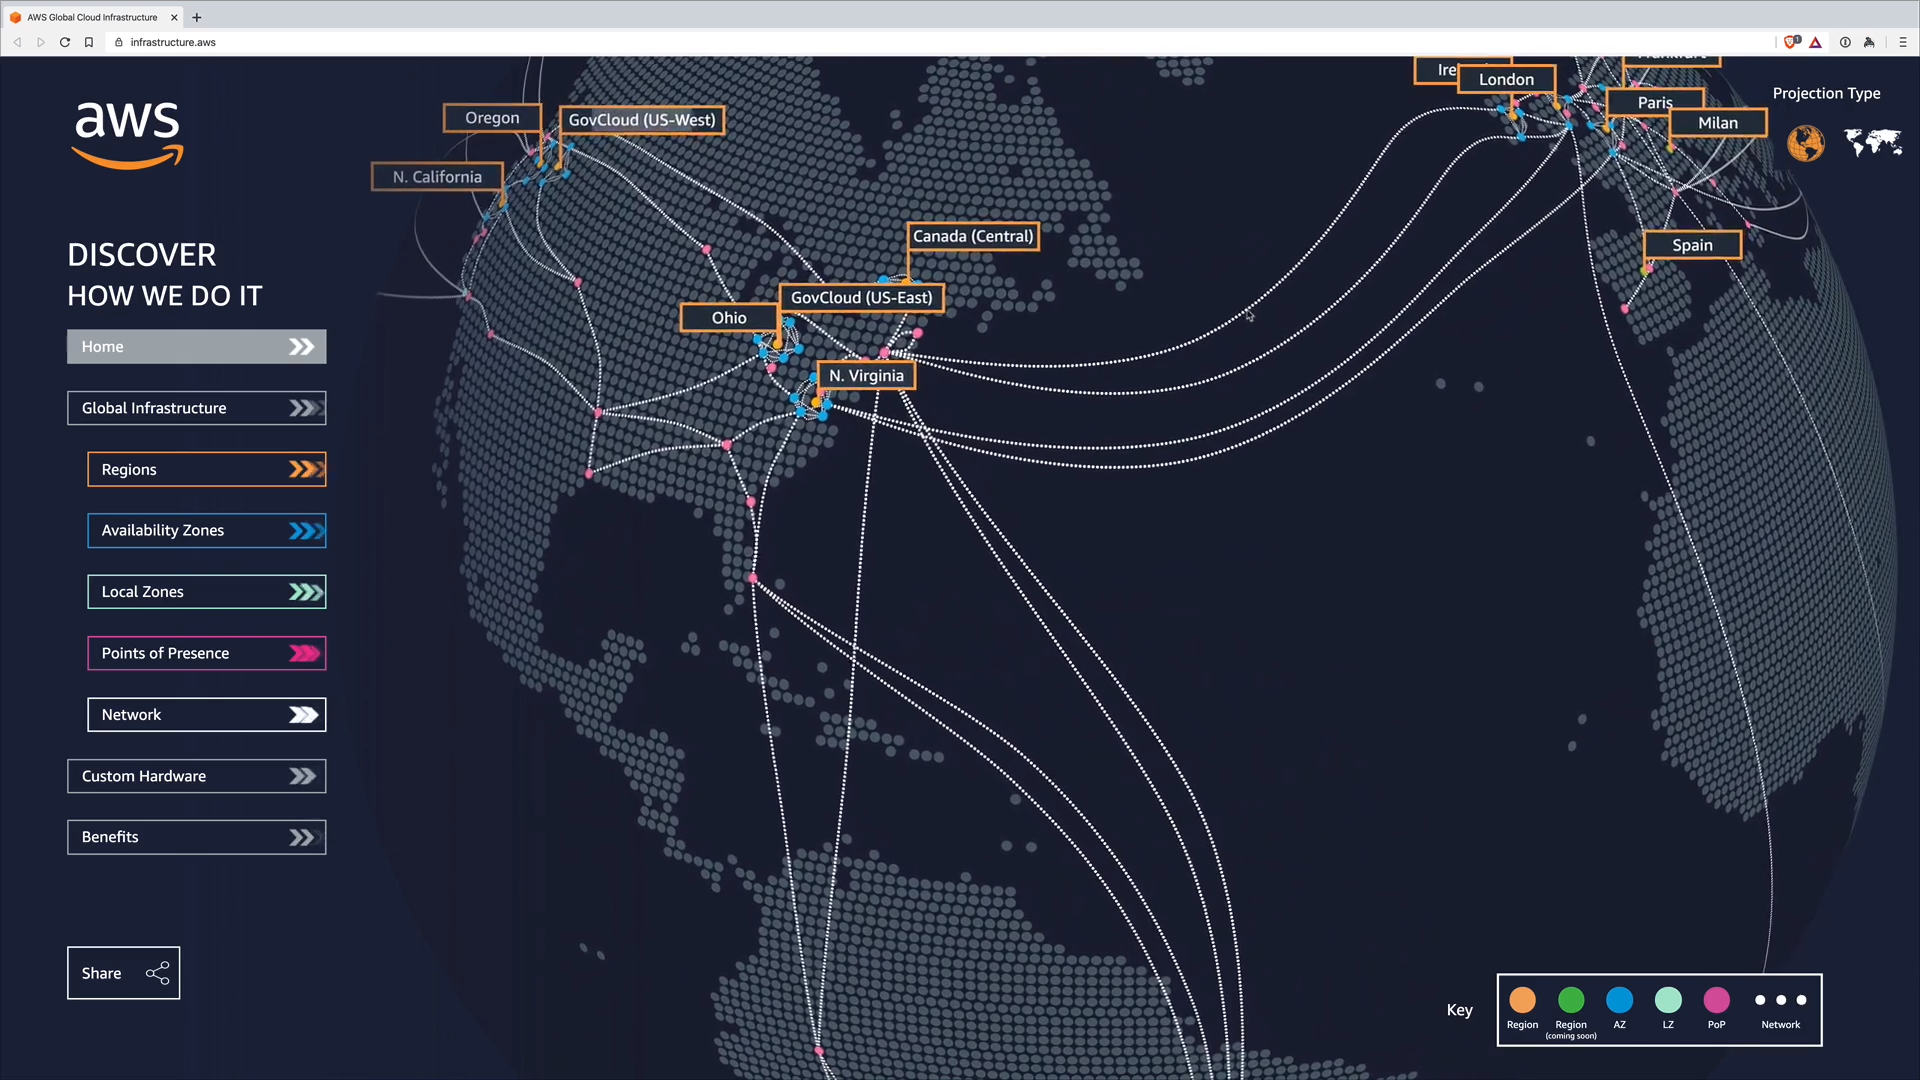 AWS Global Cloud Infrastructure
infrastructure.aws
aws
DISCOVER
HOW WE DO IT
Home
Global Infrastructure
Regions
Availability Zones
Local Zones
Points of Presence
Network
Custom Hardware
Benefits
Share
Oregon
GovCloud (US-West)
N. California
Canada (Central)
GovCloud (US-East)
Ohio
N. Virginia
London
Paris
Milan
Spain
Projection Type
Key
Region
Region
(coming soon)
AZ
LZ
PoP
Network